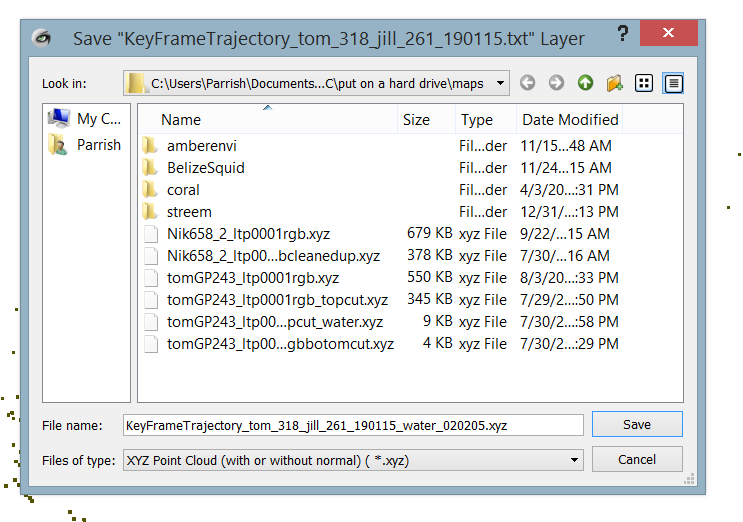 Save "KeyFrameTrajectory_tom_318_jill_261_190115.txt" Layer ?
Look in: C:\Users\Parrish\Documents...C\put on a hard drive\maps
My C...
Parrish
Name Size Type Date Modified
amberenvi Fil...der 11/15...48 AM
BelizeSquid Fil...der 11/24...15 AM
coral Fil...der 4/3/20...:31 PM
streem Fil...der 12/31/...:13 PM
Nik658_2_ltp0001rgb.xyz 679 KB xyz File 9/22/...15 AM
Nik658_2_ltp00...bcleanedup.xyz 378 KB xyz File 7/30/...16 AM
tomGP243_ltp0001rgb.xyz 550 KB xyz File 8/3/20...:33 PM
tomGP243_ltp0001rgb_topcut.xyz 345 KB xyz File 7/29/2...:50 PM
tomGP243_ltp00...pcut_water.xyz 9 KB xyz File 7/30/2...:58 PM
tomGP243_ltp00...gbbotomcut.xyz 4 KB xyz File 7/30/2...:29 PM
File name: KeyFrameTrajectory_tom_318_jill_261_190115_water_020205.xyz Save
Files of type: XYZ Point Cloud (with or without normal) ( *.xyz) Cancel